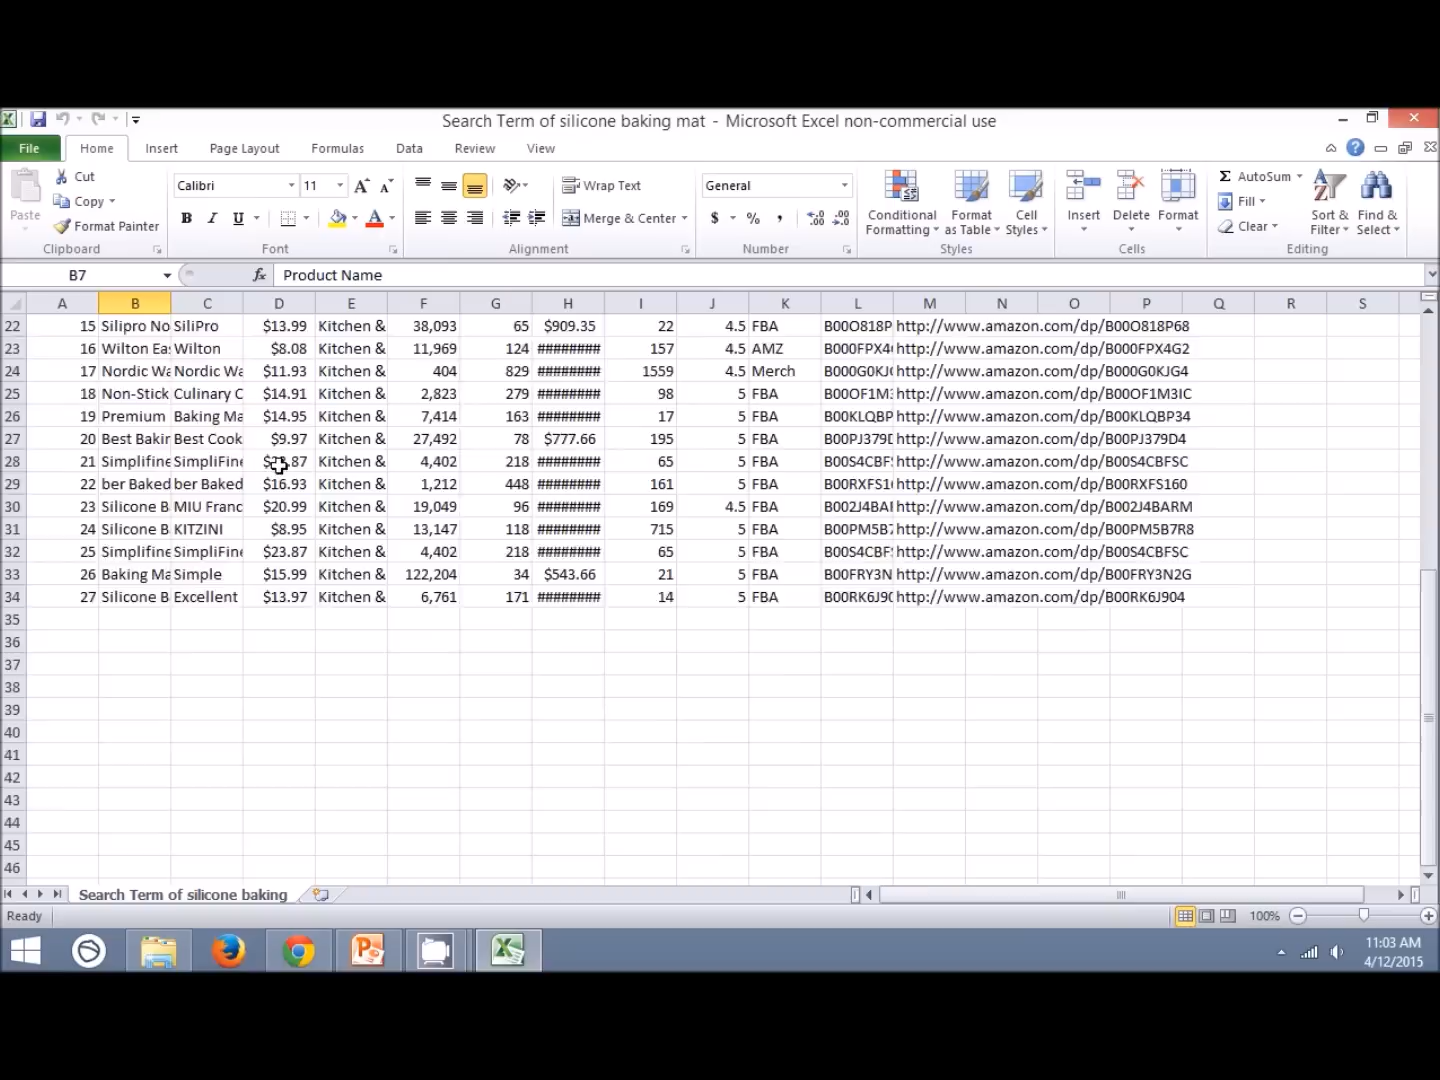 Search Term of silicone baking mat - Microsoft Excel non-commercial use
File Home Insert Page Layout Formulas Data Review View
Paste Cut Copy Format Painter Clipboard
Calibri 11 B I U Font
Wrap Text Merge & Center Alignment
General $ % , Number
Conditional Formatting Format as Table Cell Styles Styles
Insert Delete Format Cells
Σ AutoSum Fill Clear Sort & Filter Find & Select Editing
B7 fx Product Name
A B C D E F G H I J K L M N O P Q R S
22 15 Silipro No SiliPro $13.99 Kitchen & 38,093 65 $909.35 22 4.5 FBA B00O818P http://www.amazon.com/dp/B00O818P68
23 16 Wilton Eas Wilton $8.08 Kitchen & 11,969 124 ######## 157 4.5 AMZ B000FPX4 http://www.amazon.com/dp/B000FPX4G2
24 17 Nordic Wa Nordic Wa $11.93 Kitchen & 404 829 ######## 1559 4.5 Merch B000G0KJ http://www.amazon.com/dp/B000G0KJG4
25 18 Non-Stick Culinary C $14.91 Kitchen & 2,823 279 ######## 98 5 FBA B00OF1M http://www.amazon.com/dp/B00OF1M3IC
26 19 Premium Baking Ma $14.95 Kitchen & 7,414 163 ######## 17 5 FBA B00KLQBP http://www.amazon.com/dp/B00KLQBP34
27 20 Best Bakin Best Cook $9.97 Kitchen & 27,492 78 $777.66 195 5 FBA B00PJ379D http://www.amazon.com/dp/B00PJ379D4
28 21 Simplifine SimpliFine Kitchen & 4,402 218 ######## 65 5 FBA B00S4CBF http://www.amazon.com/dp/B00S4CBFSC
29 22 ber Baked ber Baked $16.93 Kitchen & 1,212 448 ######## 161 5 FBA B00RXFS1 http://www.amazon.com/dp/B00RXFS160
30 23 Silicone B MIU Franc $20.99 Kitchen & 19,049 96 ######## 169 4.5 FBA B002J4BA http://www.amazon.com/dp/B002J4BARM
31 24 Silicone B KITZINI $8.95 Kitchen & 13,147 118 ######## 715 5 FBA B00PM5B7 http://www.amazon.com/dp/B00PM5B7R8
32 25 Simplifine SimpliFine $23.87 Kitchen & 4,402 218 ######## 65 5 FBA B00S4CBF http://www.amazon.com/dp/B00S4CBFSC
33 26 Baking Ma Simple $15.99 Kitchen & 122,204 34 $543.66 21 5 FBA B00FRY3N http://www.amazon.com/dp/B00FRY3N2G
34 27 Silicone B Excellent $13.97 Kitchen & 6,761 171 ######## 14 5 FBA B00RK6J9 http://www.amazon.com/dp/B00RK6J904
35
36
37
38
39
40
41
42
43
44
45
46
Search Term of silicone baking
Ready 100%
11:03 AM
4/12/2015